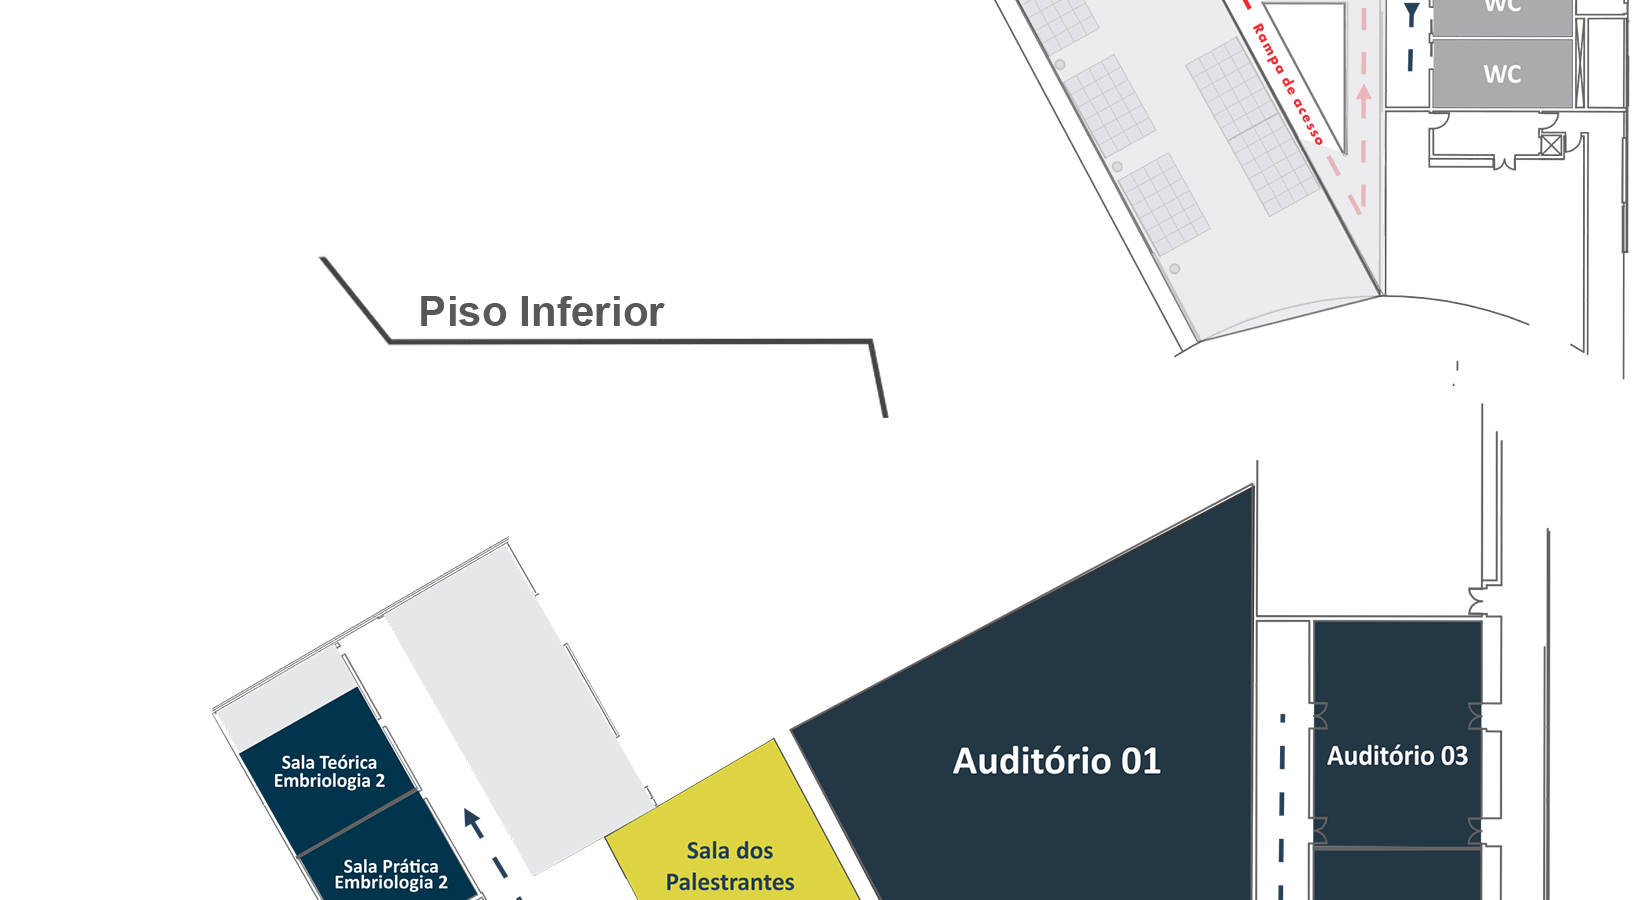 WC
WC
Rampa de acesso
Piso Inferior
Auditório 01
Auditório 03
Sala Teórica
Embriologia 2
Sala dos
Palestrantes
Sala Prática
Embriologia 2